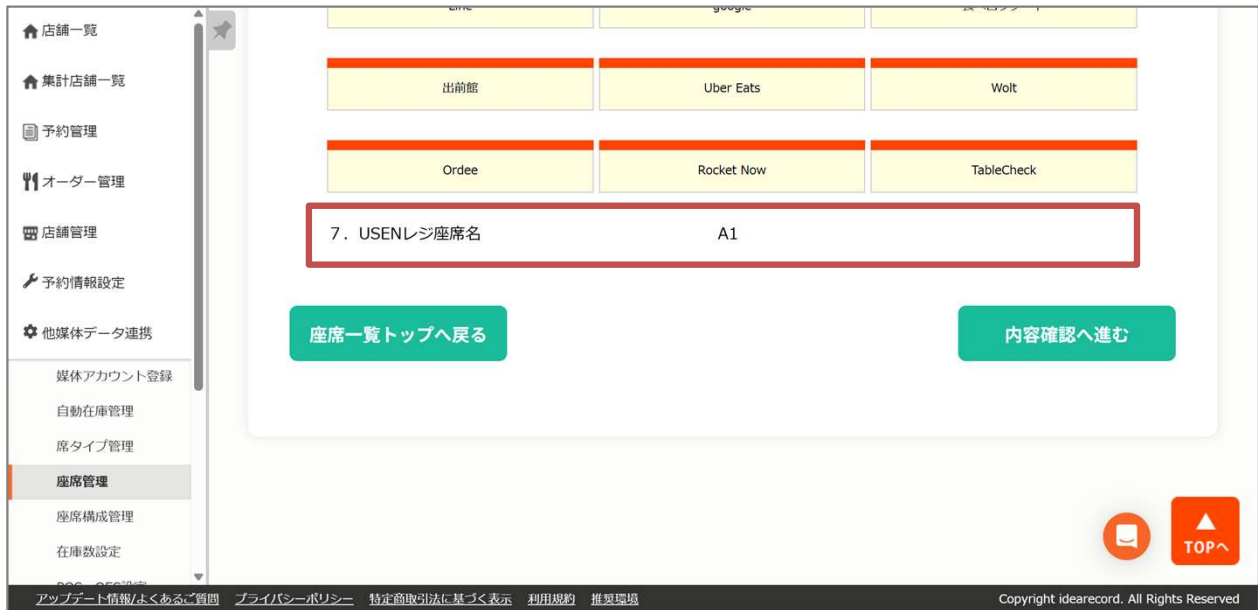 店舗一覧
集計店舗一覧
予約管理
オーダー管理
店舗管理
予約情報設定
他媒体データ連携
媒体アカウント登録
自動在庫管理
席タイプ管理
座席管理
座席構成管理
在庫数設定
Line
google
出前館
Uber Eats
Wolt
Ordee
Rocket Now
TableCheck
7. USENレジ座席名
A1
座席一覧トップへ戻る
内容確認へ進む
TOPへ
アップデート情報/よくあるご質問 プライバシーポリシー 特定商取引法に基づく表示 利用規約 推奨環境
Copyright idearecord. All Rights Reserved